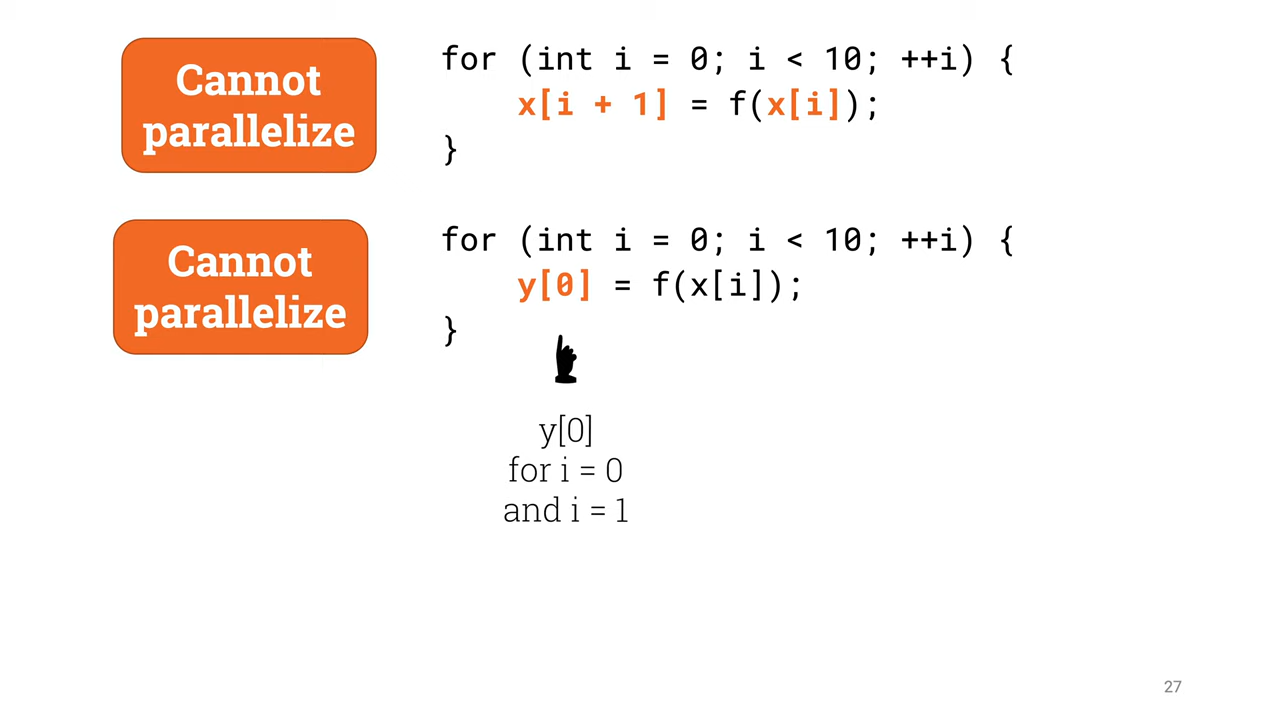 Cannot
parallelize
for (int i = 0; i < 10; ++i) {
x[i + 1] = f(x[i]);
}
Cannot
parallelize
for (int i = 0; i < 10; ++i) {
y[0] = f(x[i]);
}
y[0]
for i = 0
and i = 1
27